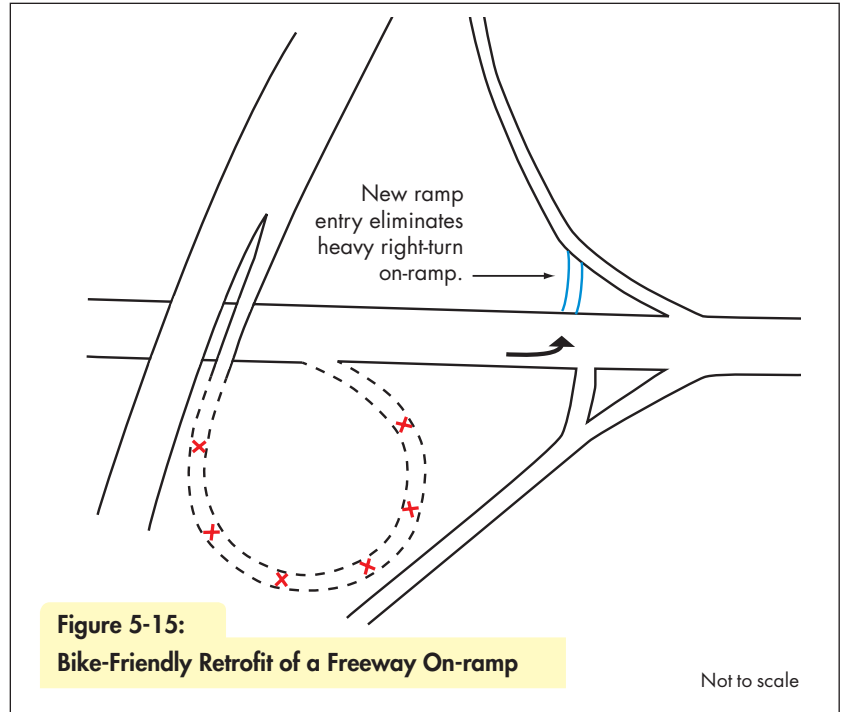 New ramp
entry eliminates
heavy right-turn
on-ramp.
Figure 5-15:
Bike-Friendly Retrofit of a Freeway On-ramp
Not to scale